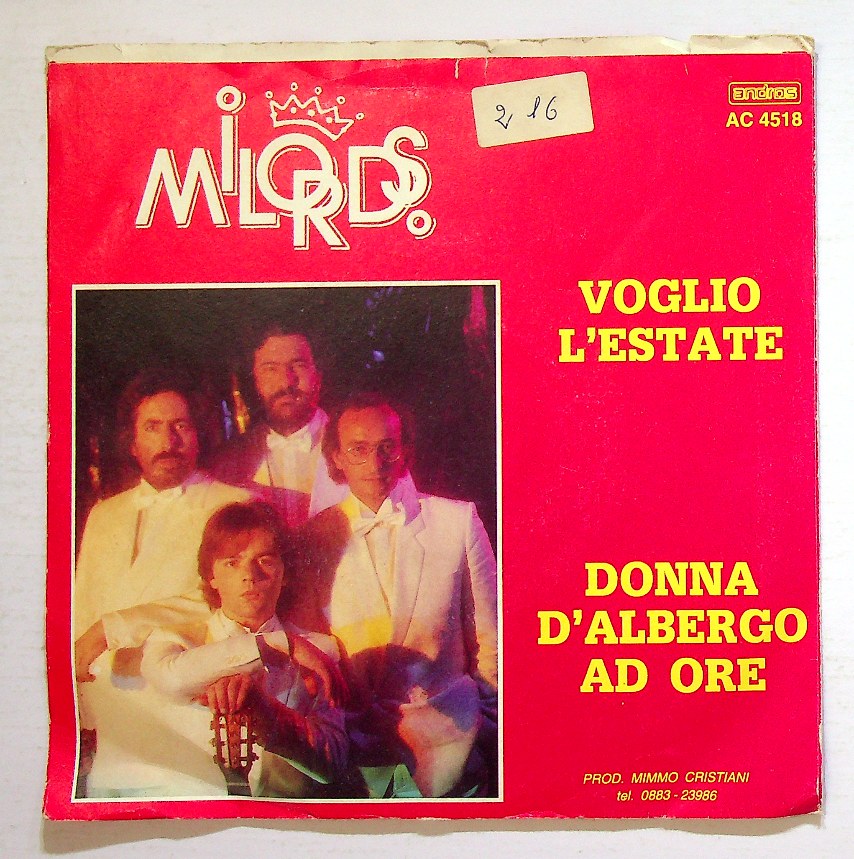 MILORDS.
2 16
andros
AC 4518
VOGLIO
L'ESTATE
DONNA
D'ALBERGO
AD ORE
PROD. MIMMO CRISTIANI
tel. 0883 - 23986